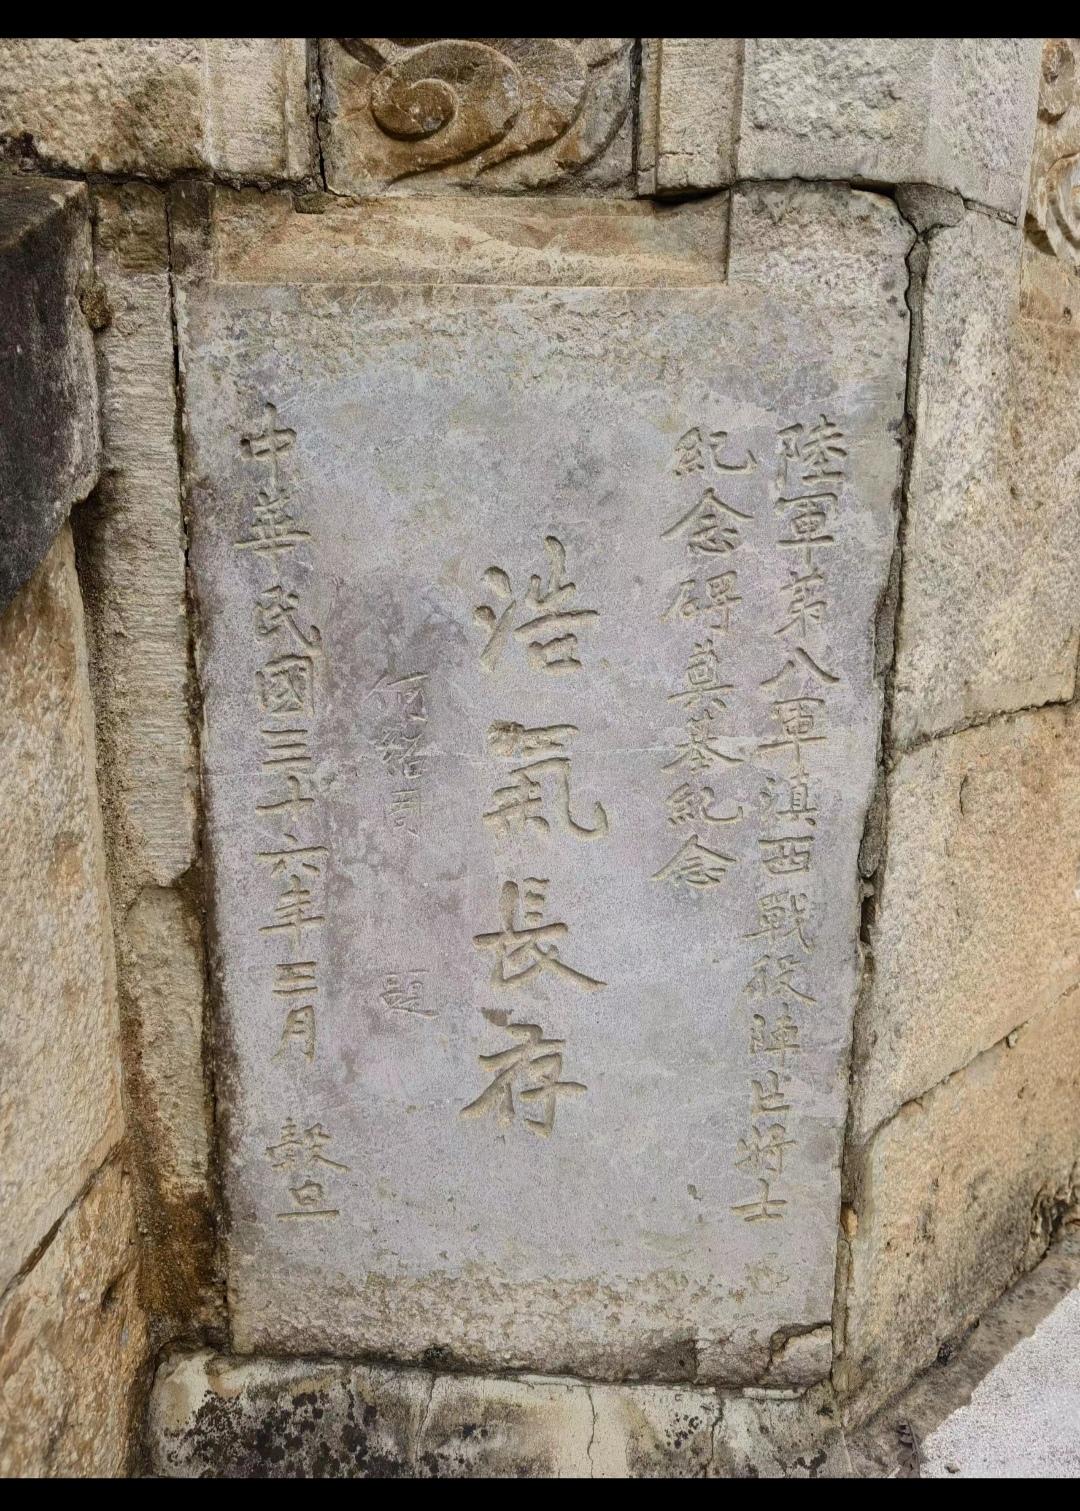 陸軍第八軍滇西戰役陣亡將士
紀念碑奠基紀念
浩氣長存
何紹周 題
中華民國三十六年三月 穀旦